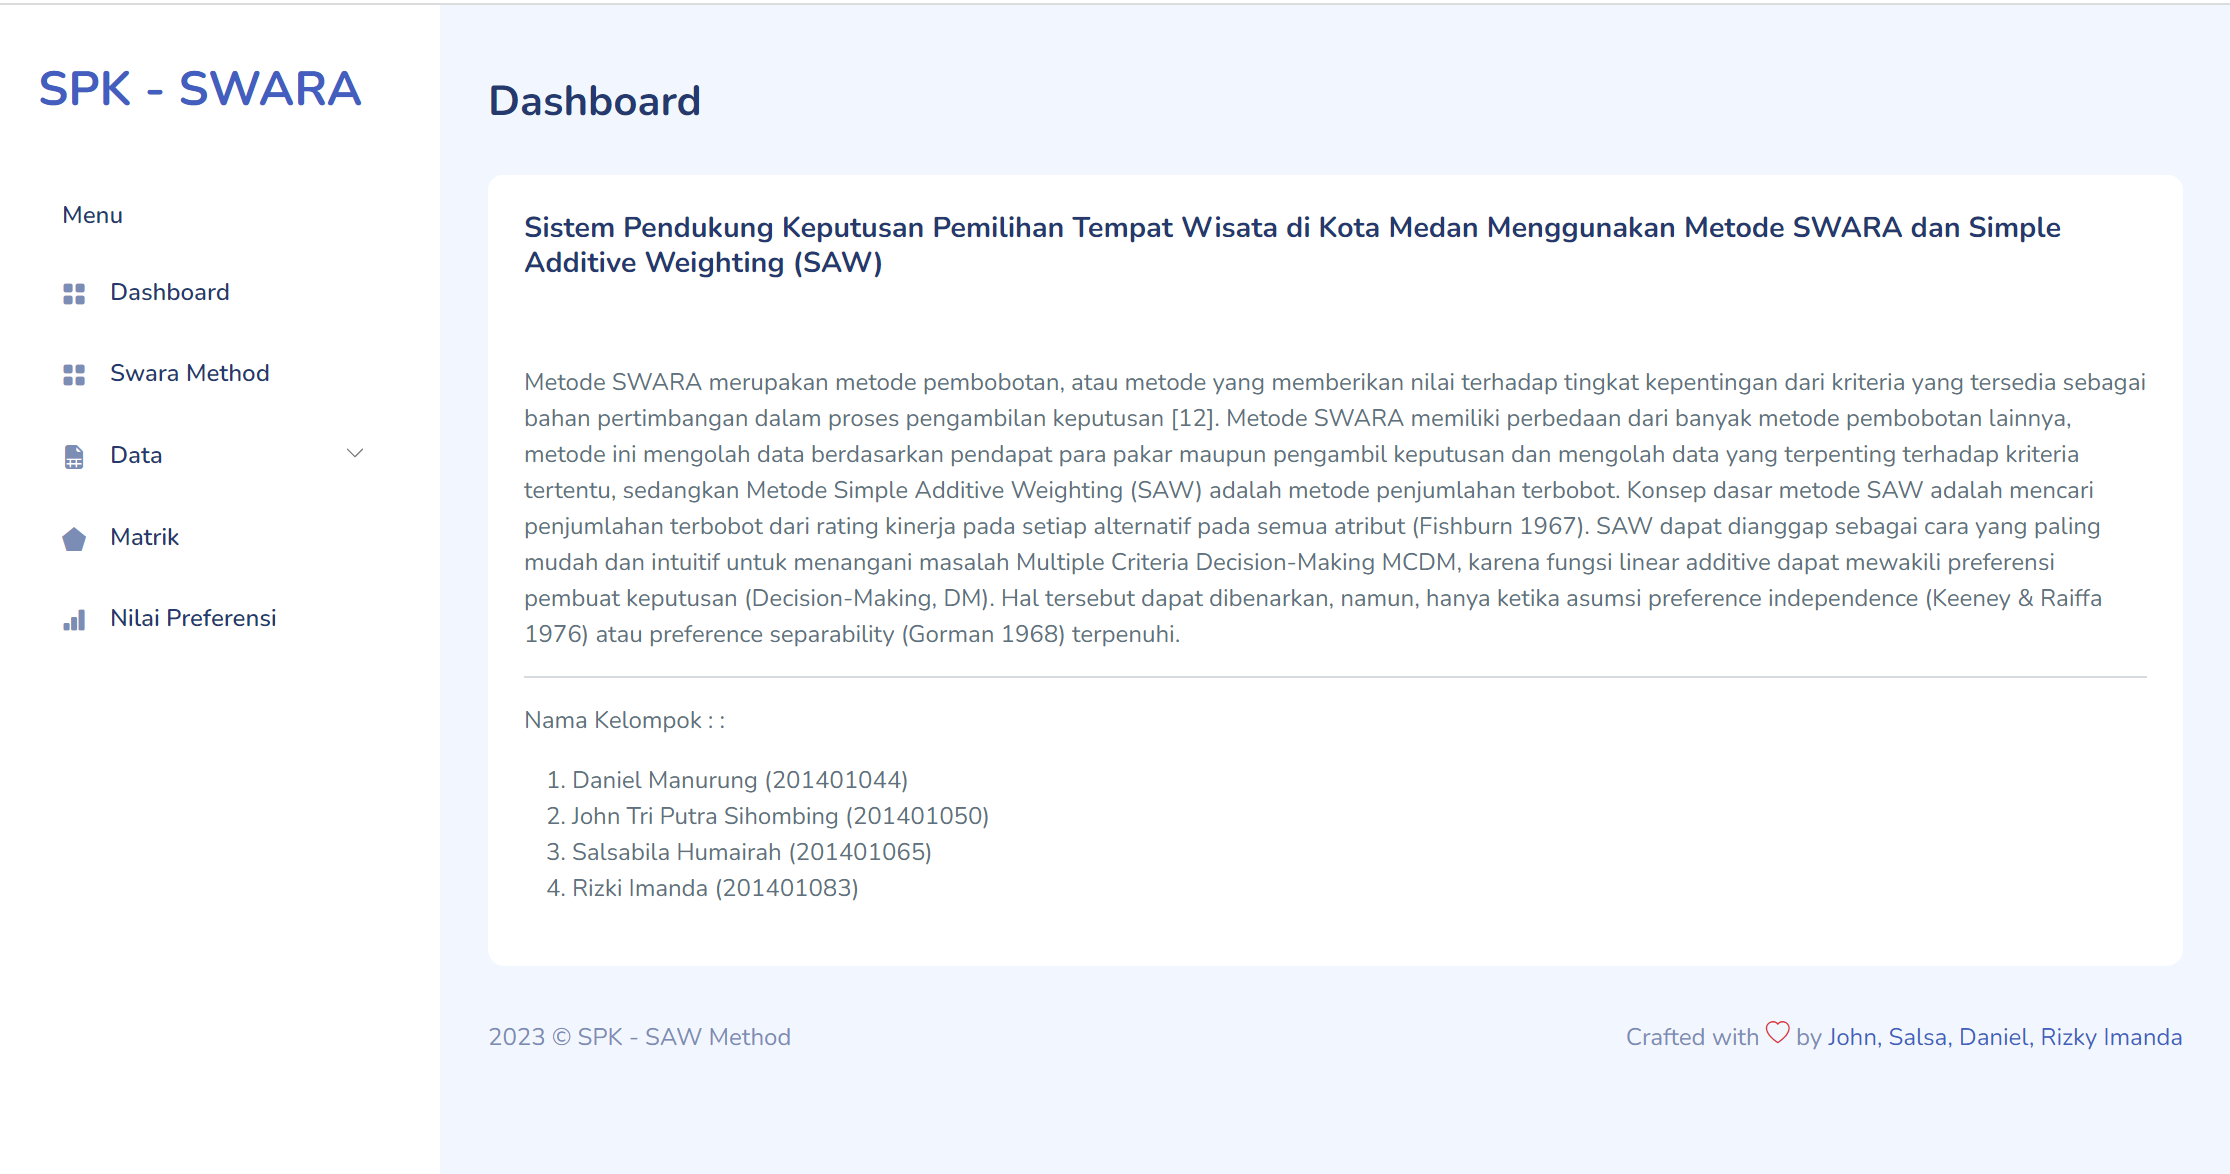 SPK - SWARA
Menu
Dashboard
Swara Method
Data
Matrik
Nilai Preferensi
Dashboard
Sistem Pendukung Keputusan Pemilihan Tempat Wisata di Kota Medan Menggunakan Metode SWARA dan Simple
Additive Weighting (SAW)
Metode SWARA merupakan metode pembobotan, atau metode yang memberikan nilai terhadap tingkat kepentingan dari kriteria yang tersedia sebagai
bahan pertimbangan dalam proses pengambilan keputusan [12]. Metode SWARA memiliki perbedaan dari banyak metode pembobotan lainnya,
metode ini mengolah data berdasarkan pendapat para pakar maupun pengambil keputusan dan mengolah data yang terpenting terhadap kriteria
tertentu, sedangkan Metode Simple Additive Weighting (SAW) adalah metode penjumlahan terbobot. Konsep dasar metode SAW adalah mencari
penjumlahan terbobot dari rating kinerja pada setiap alternatif pada semua atribut (Fishburn 1967). SAW dapat dianggap sebagai cara yang paling
mudah dan intuitif untuk menangani masalah Multiple Criteria Decision-Making MCDM, karena fungsi linear additive dapat mewakili preferensi
pembuat keputusan (Decision-Making, DM). Hal tersebut dapat dibenarkan, namun, hanya ketika asumsi preference independence (Keeney & Raiffa
1976) atau preference separability (Gorman 1968) terpenuhi.
Nama Kelompok : :
1. Daniel Manurung (201401044)
2. John Tri Putra Sihombing (201401050)
3. Salsabila Humairah (201401065)
4. Rizki Imanda (201401083)
2023 © SPK - SAW Method
Crafted with ♡ by John, Salsa, Daniel, Rizky Imanda